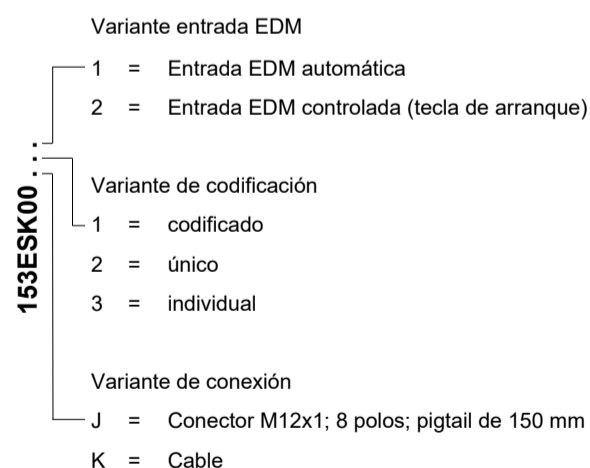 Variante entrada EDM
1 = Entrada EDM automática
2 = Entrada EDM controlada (tecla de arranque)
153ESK00 . . .
Variante de codificación
1 = codificado
2 = único
3 = individual
Variante de conexión
J = Conector M12x1; 8 polos; pigtail de 150 mm
K = Cable